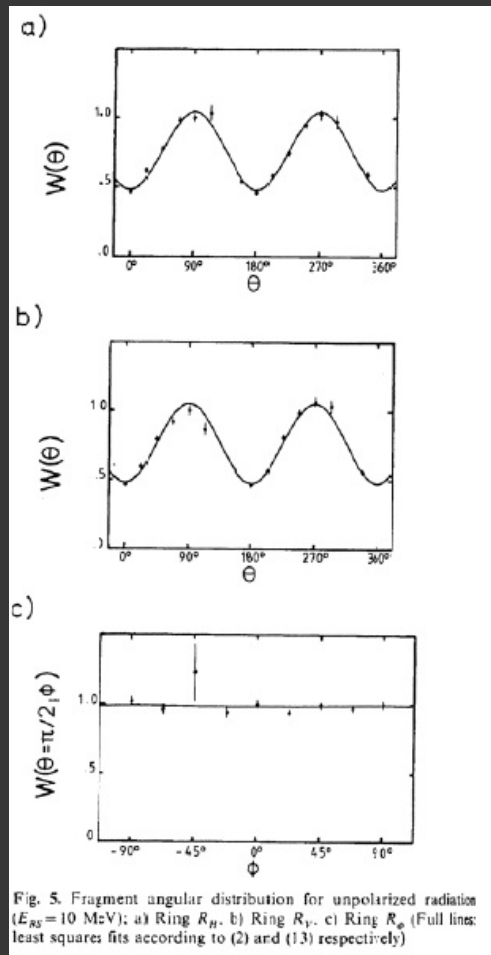 a)
W(θ)
1.0
.5
.0
0° 90° 180° 270° 360°
θ
b)
W(θ)
1.0
.5
.0
0° 90° 180° 270° 360°
θ
c)
W(θ=π/2;Φ)
1.0
.5
0
-90° -45° 0° 45° 90°
Φ
Fig. 5. Fragment angular distribution for unpolarized radiation
(E_BS=10 MeV); a) Ring R_H. b) Ring R_V. c) Ring R_Φ (Full lines:
least squares fits according to (2) and (13) respectively)